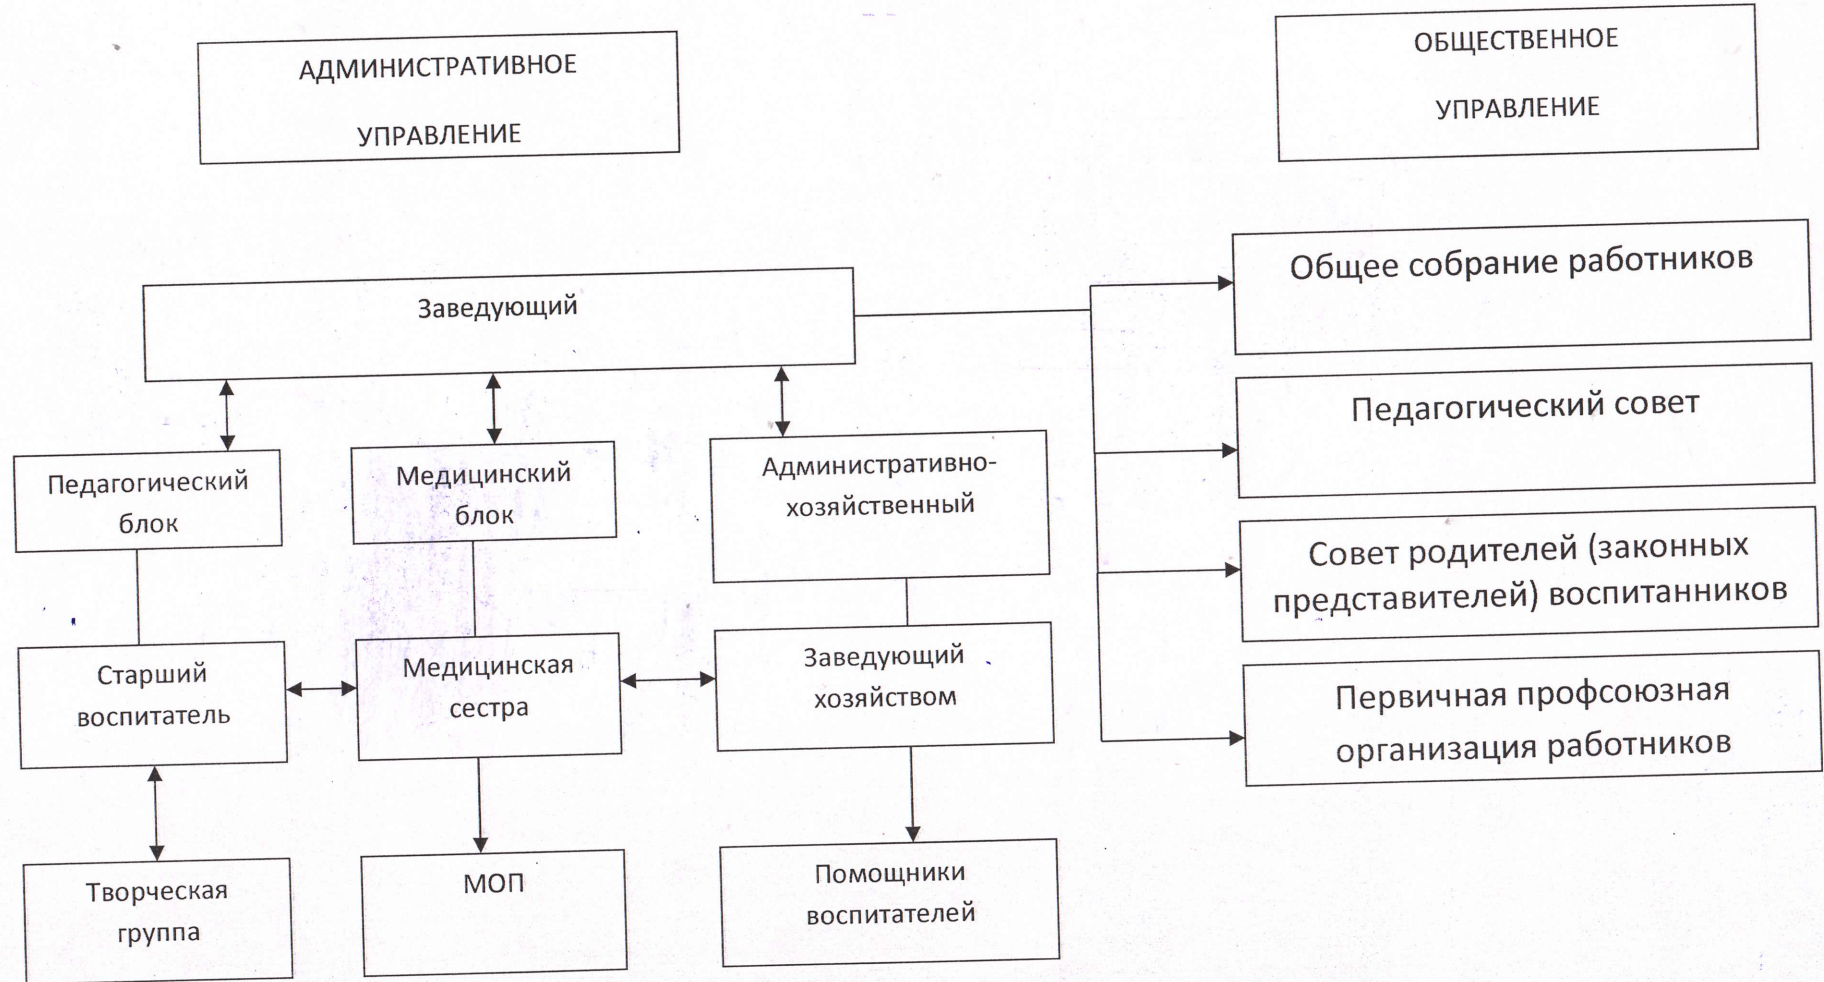 АДМИНИСТРАТИВНОЕ
УПРАВЛЕНИЕ
ОБЩЕСТВЕННОЕ
УПРАВЛЕНИЕ
Заведующий
Общее собрание работников
Педагогический совет
Совет родителей (законных
представителей) воспитанников
Первичная профсоюзная
организация работников
Педагогический
блок
Медицинский
блок
Административно-
хозяйственный
Старший
воспитатель
Медицинская
сестра
Заведующий
хозяйством
Творческая
группа
МОП
Помощники
воспитателей